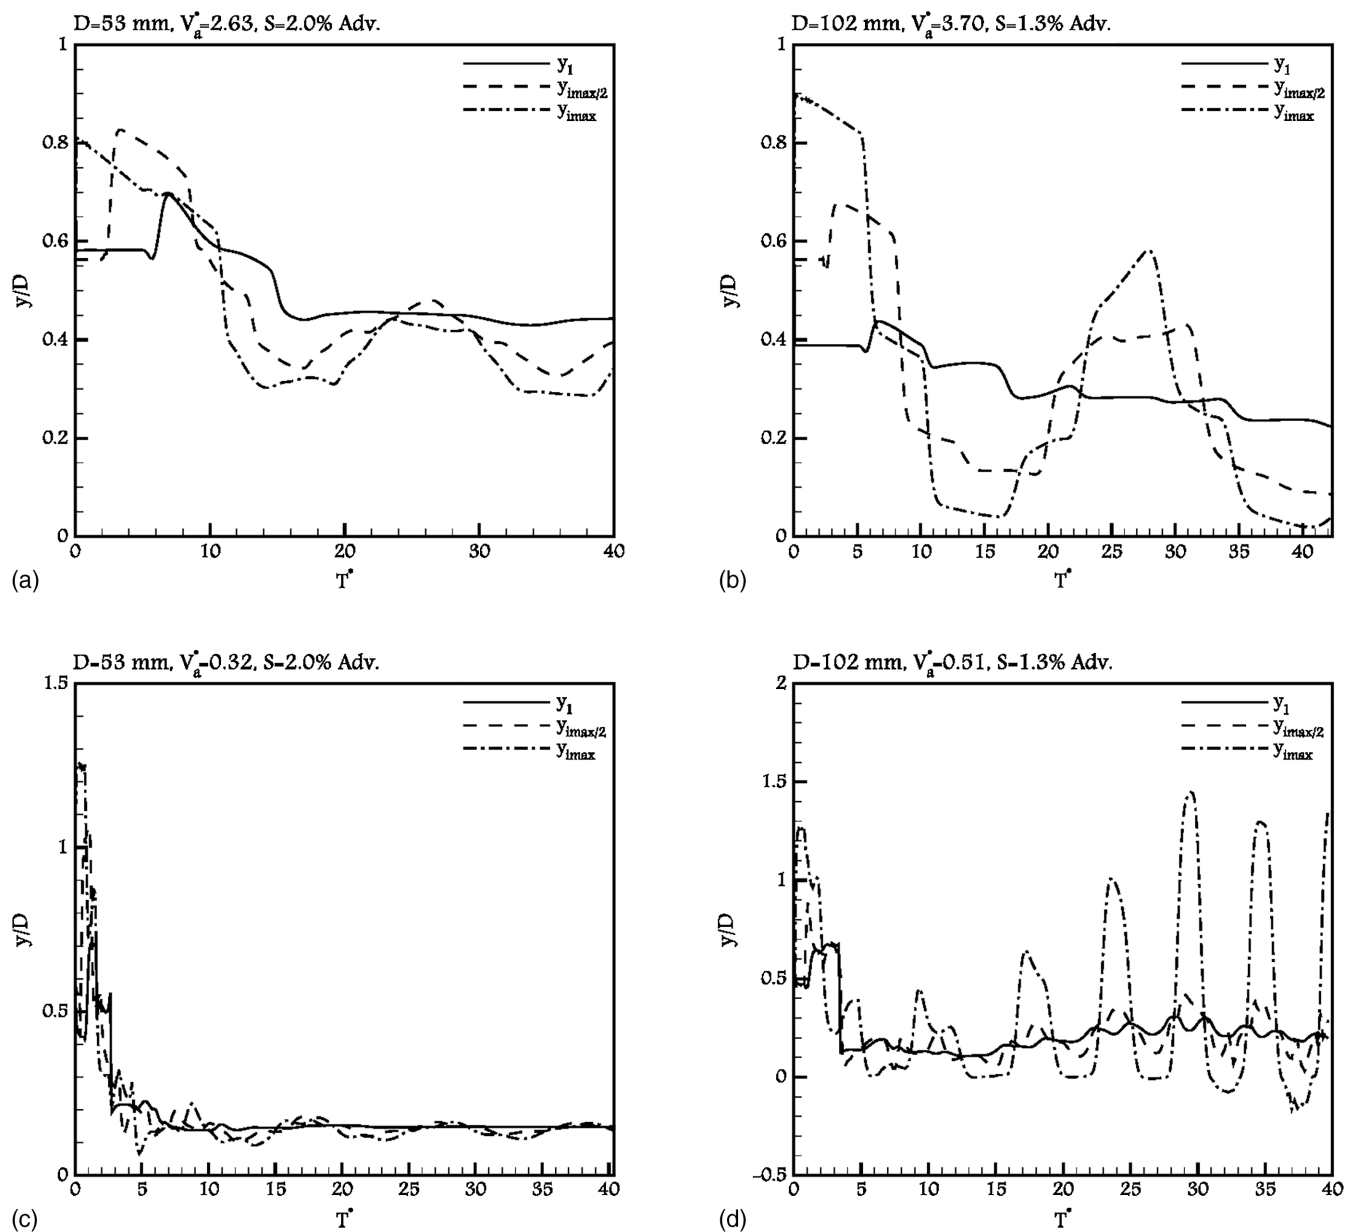 D=53 mm, V*a=2.63, S=2.0% Adv.
1
0.8
0.6
0.4
0.2
0
y/D
y1
yimax/2
yimax
0 10 20 30 40
T*
(a)
D=102 mm, V*a=3.70, S=1.3% Adv.
1
0.8
0.6
0.4
0.2
0
y/D
y1
yimax/2
yimax
0 5 10 15 20 25 30 35 40
T*
(b)
D=53 mm, V*a=0.32, S=2.0% Adv.
1.5
1
0.5
0
y/D
y1
yimax/2
yimax
0 5 10 15 20 25 30 35 40
T*
(c)
D=102 mm, V*a=0.51, S=1.3% Adv.
2
1.5
1
0.5
0
-0.5
y/D
y1
yimax/2
yimax
0 5 10 15 20 25 30 35 40
T*
(d)